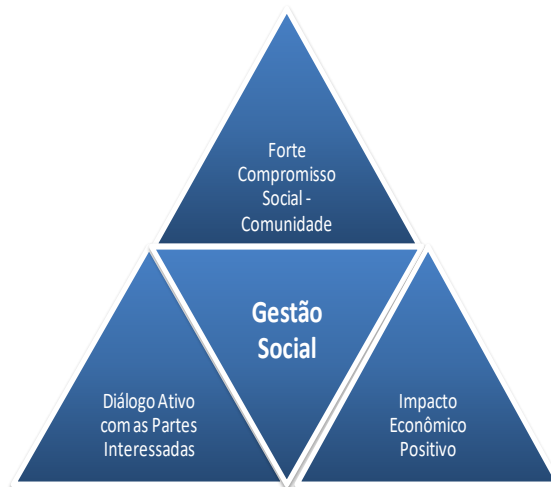 Forte
Compromisso
Social -
Comunidade
Gestão
Social
Diálogo Ativo
com as Partes
Interessadas
Impacto
Econômico
Positivo